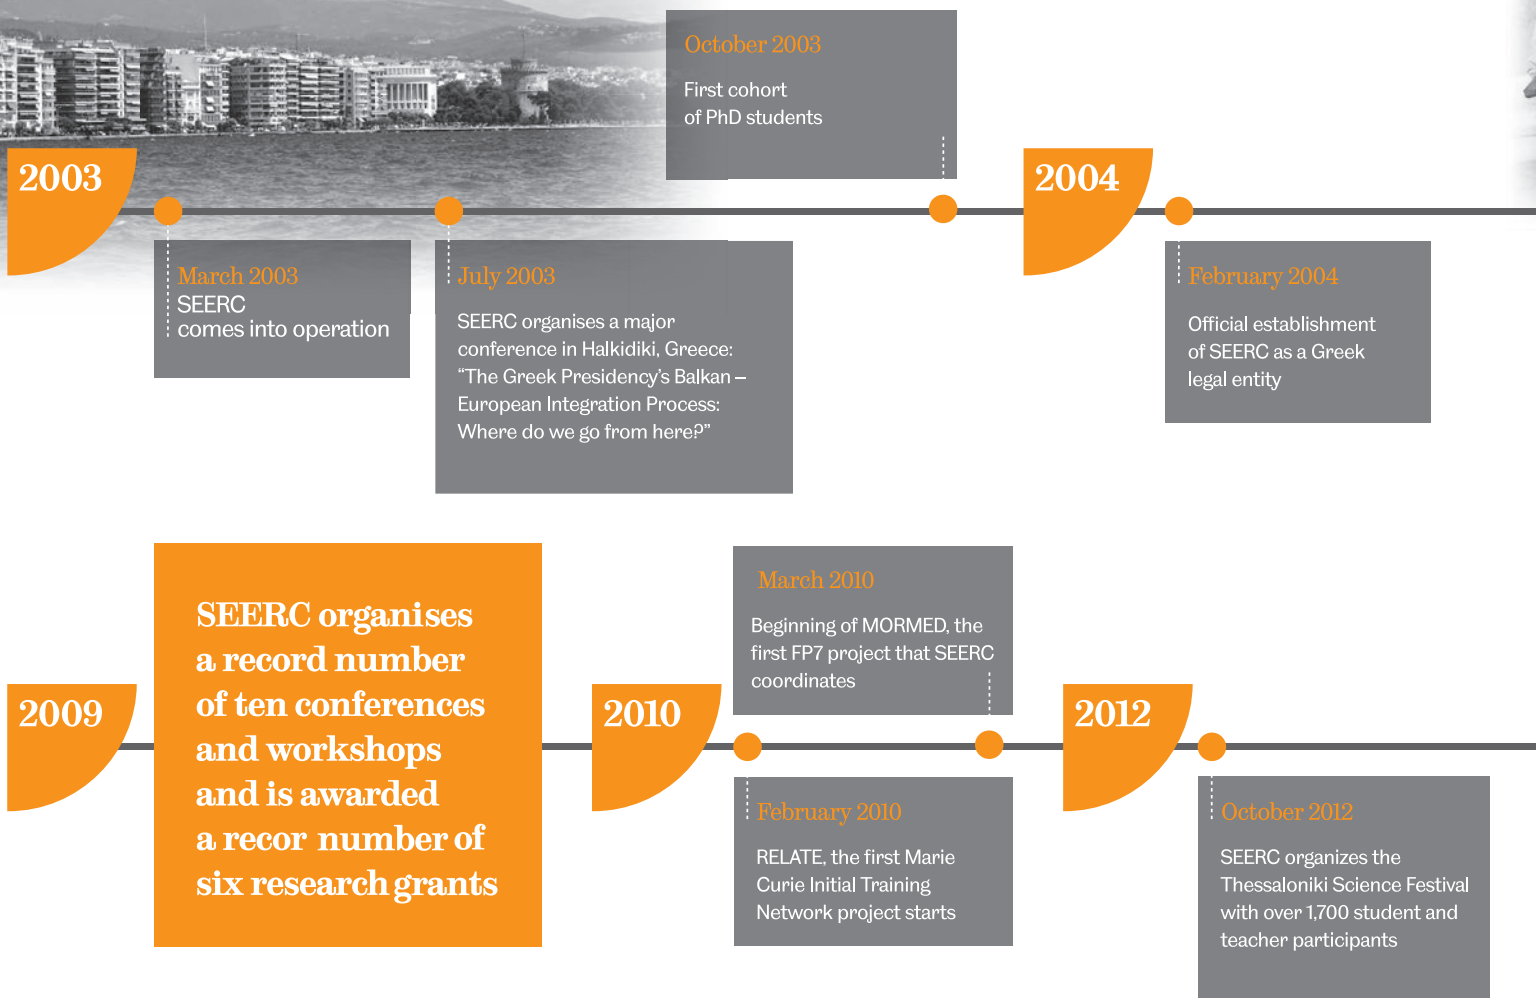 2003
March 2003
SEERC
comes into operation
July 2003
SEERC organises a major
conference in Halkidiki, Greece:
“The Greek Presidency’s Balkan –
European Integration Process:
Where do we go from here?”
October 2003
First cohort
of PhD students
2004
February 2004
Official establishment
of SEERC as a Greek
legal entity
2009
SEERC organises
a record number
of ten conferences
and workshops
and is awarded
a recor number of
six research grants
2010
February 2010
RELATE, the first Marie
Curie Initial Training
Network project starts
March 2010
Beginning of MORMED, the
first FP7 project that SEERC
coordinates
2012
October 2012
SEERC organizes the
Thessaloniki Science Festival
with over 1,700 student and
teacher participants